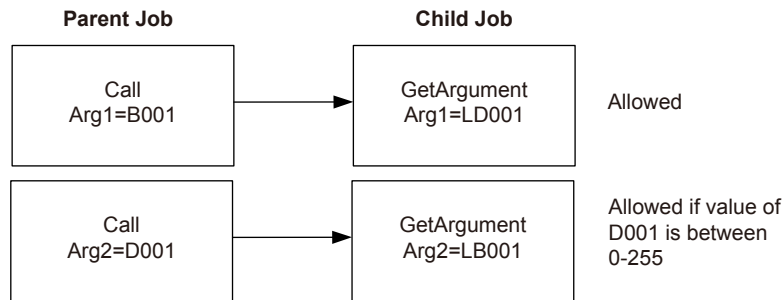 Parent Job
Child Job
Call
Arg1=B001
GetArgument
Arg1=LD001
Allowed
Call
Arg2=D001
GetArgument
Arg2=LB001
Allowed if value of
D001 is between
0-255